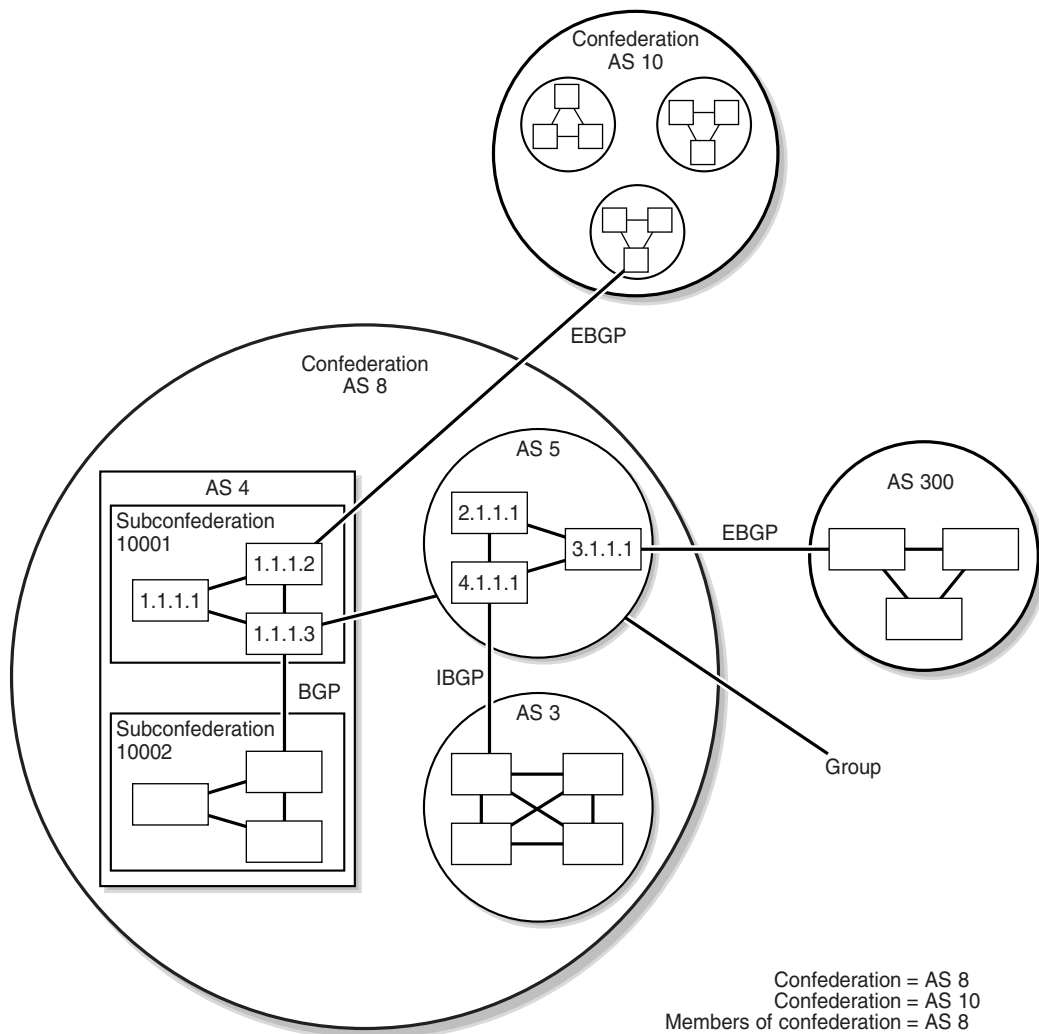 Confederation
AS 10
EBGP
Confederation
AS 8
AS 5
AS 4
AS 300
Subconfederation
10001
2.1.1.1
1.1.1.2
3.1.1.1
EBGP
4.1.1.1
1.1.1.1
1.1.1.3
BGP
IBGP
AS 3
Subconfederation
10002
Group
Confederation = AS 8
Confederation = AS 10
Members of confederation = AS 8